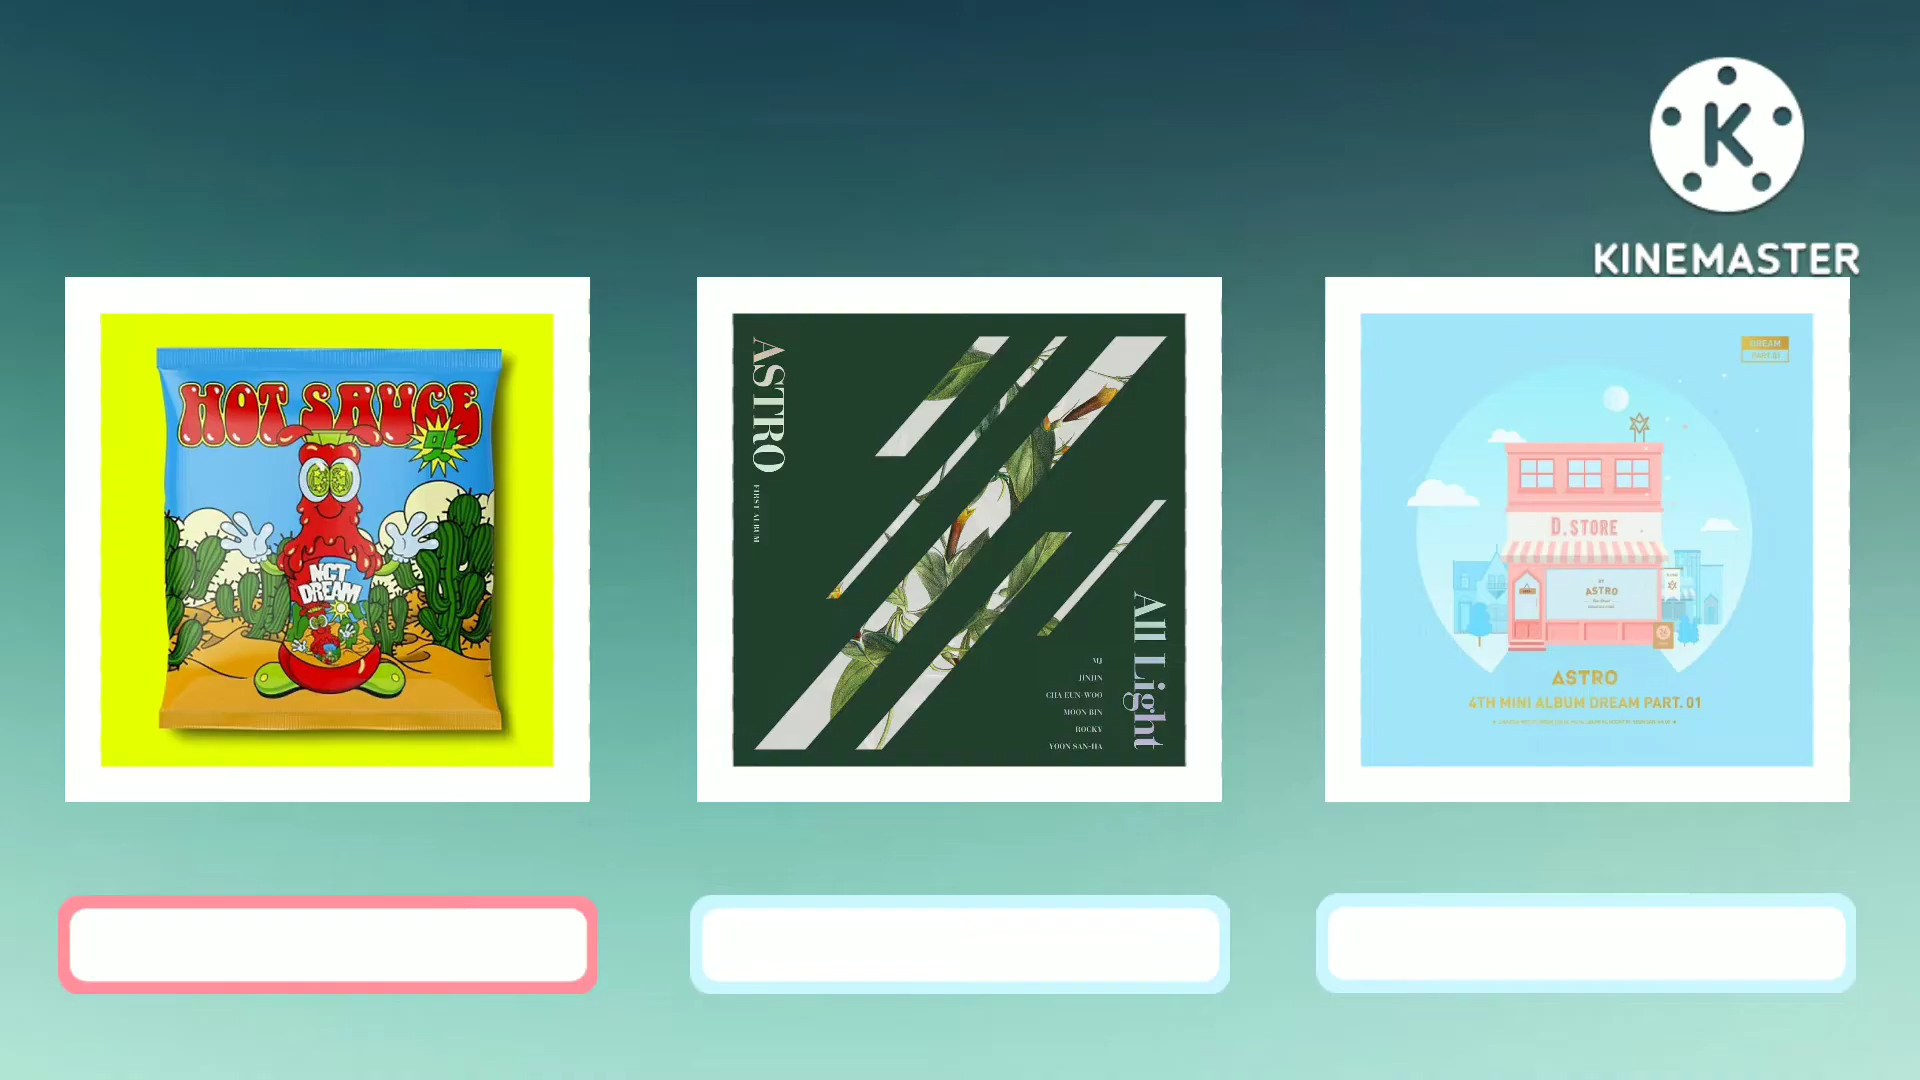 KINEMASTER
HOT SAUCE
맛
NCT
DREAM
ASTRO
FIRST ALBUM
All Light
MJ
JINJIN
CHA EUN-WOO
MOON BIN
ROCKY
YOON SAN-HA
DREAM
PART.01
D.STORE
ASTRO
ASTRO
4TH MINI ALBUM DREAM PART. 01